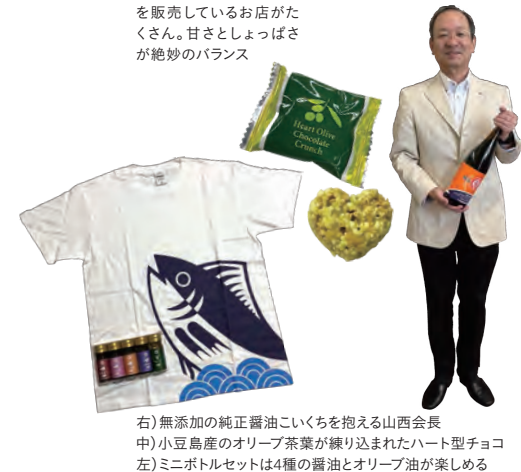 を販売しているお店がた
くさん。甘さとしょっぱさ
が絶妙のバランス
Heart Olive
Chocolate
Crunch
右)無添加の純正醤油こいくちを抱える山西会長
中)小豆島産のオリーブ茶葉が練り込まれたハート型チョコ
左)ミニボトルセットは4種の醤油とオリーブ油が楽しめる